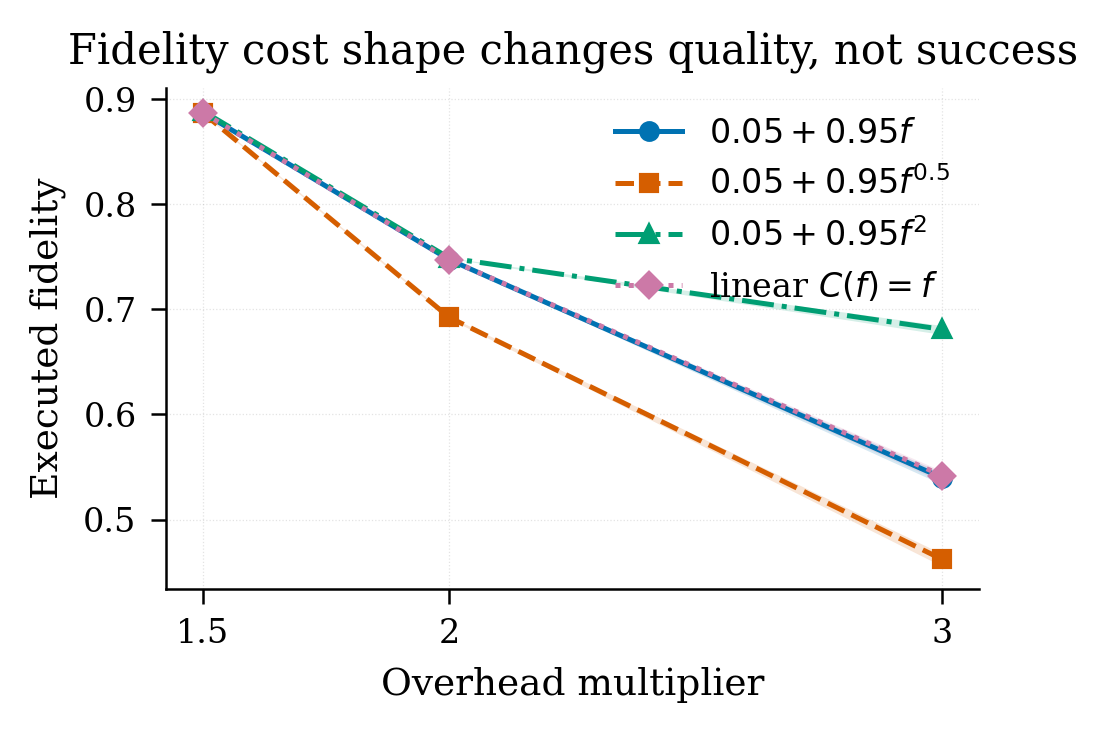 Fidelity cost shape changes quality, not success
Executed fidelity
0.9
0.8
0.7
0.6
0.5
0.05 + 0.95f
0.05 + 0.95f^{0.5}
0.05 + 0.95f^{2}
linear C(f) = f
1.5 2 3
Overhead multiplier